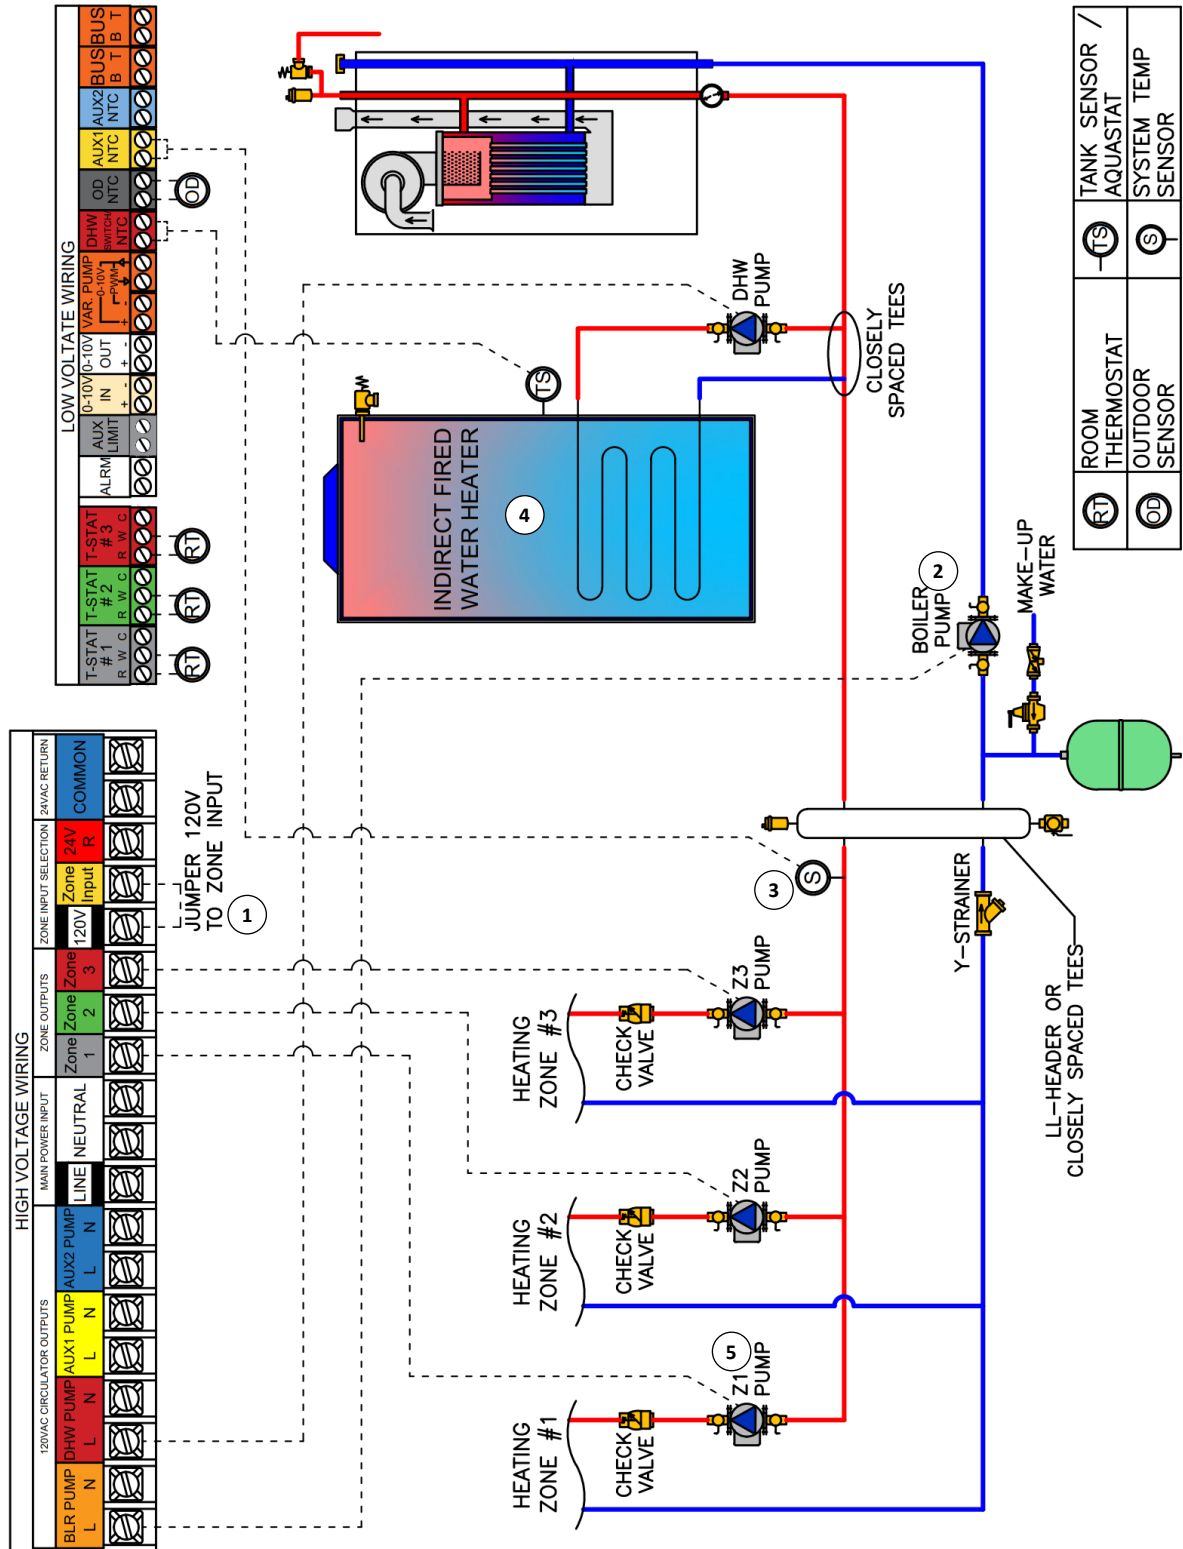 HIGH VOLTAGE WIRING
120VAC CIRCULATOR OUTPUTS
MAIN POWER INPUT
ZONE OUTPUTS
ZONE INPUT SELECTION
24VAC RETURN
BLR PUMP
L N
DHW PUMP
L N
AUX1 PUMP
L N
AUX2 PUMP
L N
LINE
NEUTRAL
Zone
1
Zone
2
Zone
3
120V
Zone
Input
24V
R
COMMON
LOW VOLTATE WIRING
T-STAT
# 1
R W C
T-STAT
# 2
R W C
T-STAT
# 3
R W C
ALRM
AUX
LIMIT
0-10V
IN
+ -
0-10V
OUT
+ -
VAR. PUMP
0-10V
PWM
+ -
DHW
SWITCH/
NTC
OD
NTC
AUX1
NTC
AUX2
NTC
BUS
B T
BUS
B T
RT
RT
RT
OD
JUMPER 120V
TO ZONE INPUT
1
INDIRECT FIRED
WATER HEATER
4
TS
DHW
PUMP
CLOSELY
SPACED TEES
HEATING
ZONE #1
HEATING
ZONE #2
HEATING
ZONE #3
CHECK
VALVE
CHECK
VALVE
CHECK
VALVE
Z1
PUMP
5
Z2
PUMP
Z3
PUMP
3
S
BOILER
PUMP
2
Y-STRAINER
MAKE-UP
WATER
LL-HEADER OR
CLOSELY SPACED TEES
RT
ROOM
THERMOSTAT
TS
TANK SENSOR /
AQUASTAT
OD
OUTDOOR
SENSOR
S
SYSTEM TEMP
SENSOR